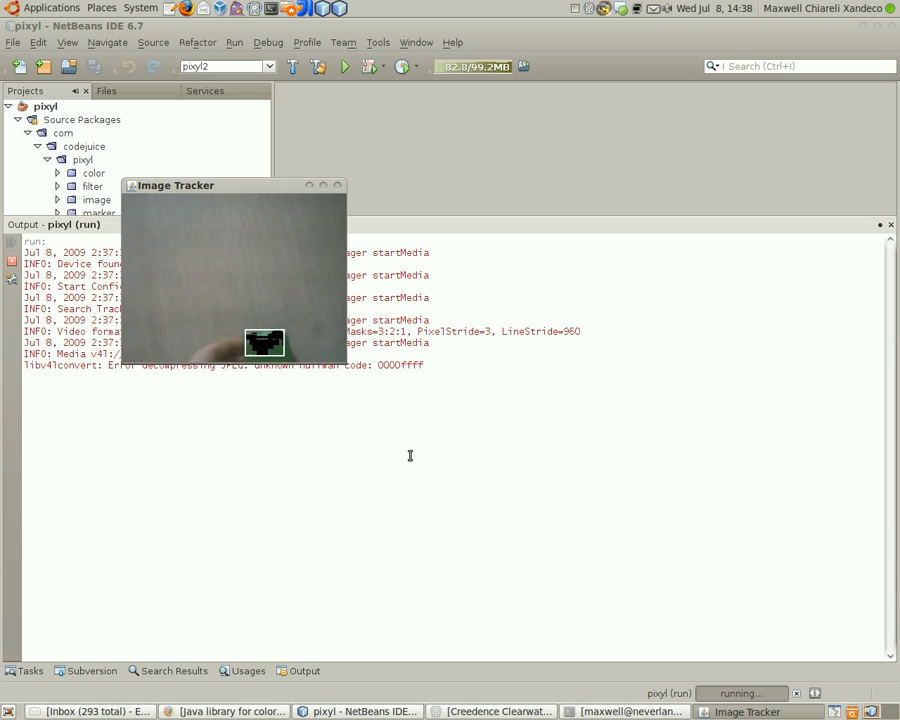 Applications Places System Wed Jul 8, 14:38 Maxwell Chiareli Xandeco
pixyl - NetBeans IDE 6.7
File Edit View Navigate Source Refactor Run Debug Profile Team Tools Window Help
pixyl2 82.8/99.2MB Search (Ctrl+I)
Projects Files Services
pixyl
Source Packages
com
codejuice
pixyl
color
filter
image
marker
Image Tracker
Output - pixyl (run)
run:
Jul 8, 2009 2:37: ager startMedia
INFO: Device foun
Jul 8, 2009 2:37: ager startMedia
INFO: Start Confi
Jul 8, 2009 2:37: ager startMedia
INFO: Search Trac
Jul 8, 2009 2:37: ager startMedia
INFO: Video forma Masks=3:2:1, PixelStride=3, LineStride=960
Jul 8, 2009 2:37: ager startMedia
INFO: Media v4l:/
libv4lconvert: Error decompressing JPEG: unknown huffman code: 0000ffff
Tasks Subversion Search Results Usages Output
pixyl (run) running...
[Inbox (293 total) - E... [Java library for color... pixyl - NetBeans IDE... [Creedence Clearwat... [maxwell@neverlan... Image Tracker